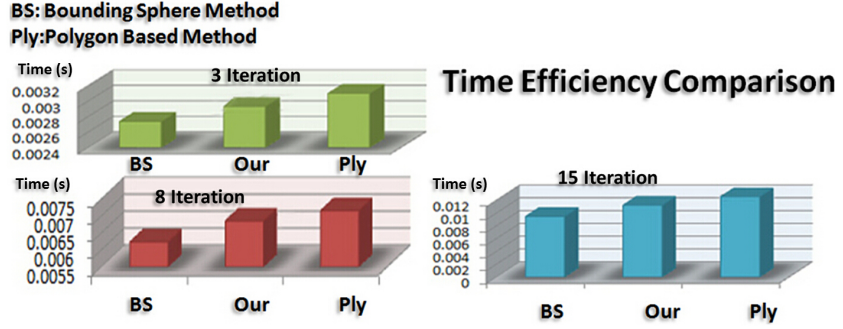 BS: Bounding Sphere Method
Ply:Polygon Based Method
Time Efficiency Comparison
Time (s)
3 Iteration
0.0032
0.003
0.0028
0.0026
0.0024
BS Our Ply
Time (s)
8 Iteration
0.0075
0.007
0.0065
0.006
0.0055
BS Our Ply
Time (s)
15 Iteration
0.012
0.01
0.008
0.006
0.004
0.002
0
BS Our Ply